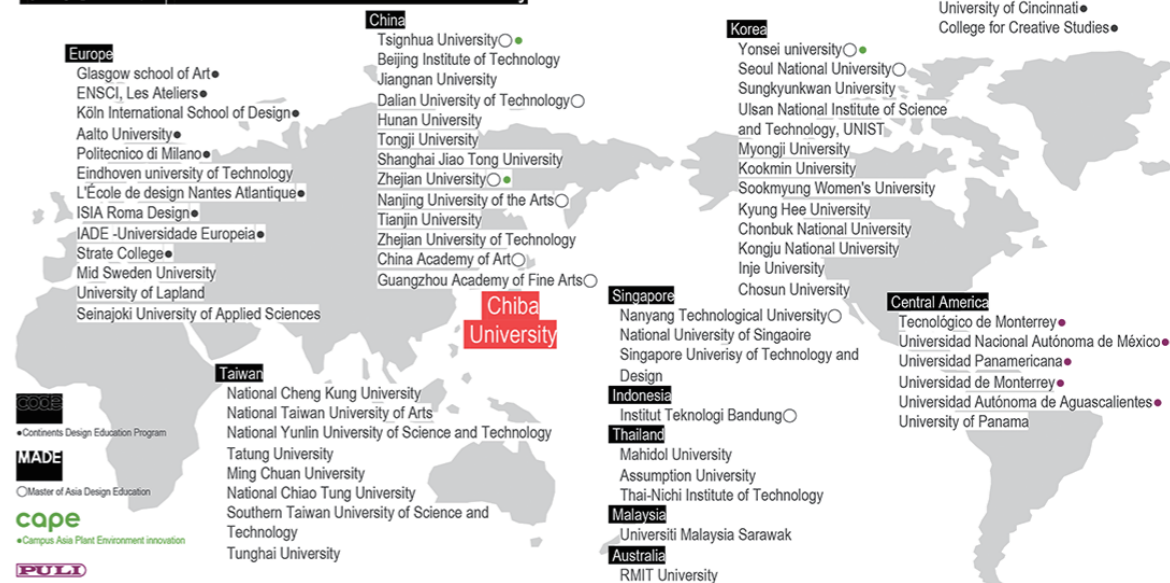 University of Cincinnati●
College for Creative Studies●
Europe
Glasgow school of Art●
ENSCI, Les Ateliers●
Köln International School of Design●
Aalto University●
Politecnico di Milano●
Eindhoven university of Technology
L'École de design Nantes Atlantique●
ISIA Roma Design●
IADE -Universidade Europeia●
Strate College●
Mid Sweden University
University of Lapland
Seinajoki University of Applied Sciences
China
Tsignhua University○●
Beijing Institute of Technology
Jiangnan University
Dalian University of Technology○
Hunan University
Tongji University
Shanghai Jiao Tong University
Zhejian University○●
Nanjing University of the Arts○
Tianjin University
Zhejian University of Technology
China Academy of Art○
Guangzhou Academy of Fine Arts○
Chiba
University
Korea
Yonsei university○●
Seoul National University○
Sungkyunkwan University
Ulsan National Institute of Science
and Technology, UNIST
Myongji University
Kookmin University
Sookmyung Women's University
Kyung Hee University
Chonbuk National University
Kongju National University
Inje University
Chosun University
Singapore
Nanyang Technological University○
National University of Singaoire
Singapore Univerisy of Technology and
Design
Indonesia
Institut Teknologi Bandung○
Thailand
Mahidol University
Assumption University
Thai-Nichi Institute of Technology
Malaysia
Universiti Malaysia Sarawak
Australia
RMIT University
Central America
Tecnológico de Monterrey●
Universidad Nacional Autónoma de México●
Universidad Panamericana●
Universidad de Monterrey●
Universidad Autónoma de Aguascalientes●
University of Panama
Taiwan
National Cheng Kung University
National Taiwan University of Arts
National Yunlin University of Science and Technology
Tatung University
Ming Chuan University
National Chiao Tung University
Southern Taiwan University of Science and
Technology
Tunghai University
code
●Continents Design Education Program
MADE
○Master of Asia Design Education
cape
●Campus Asia Plant Environment innovation
PULI